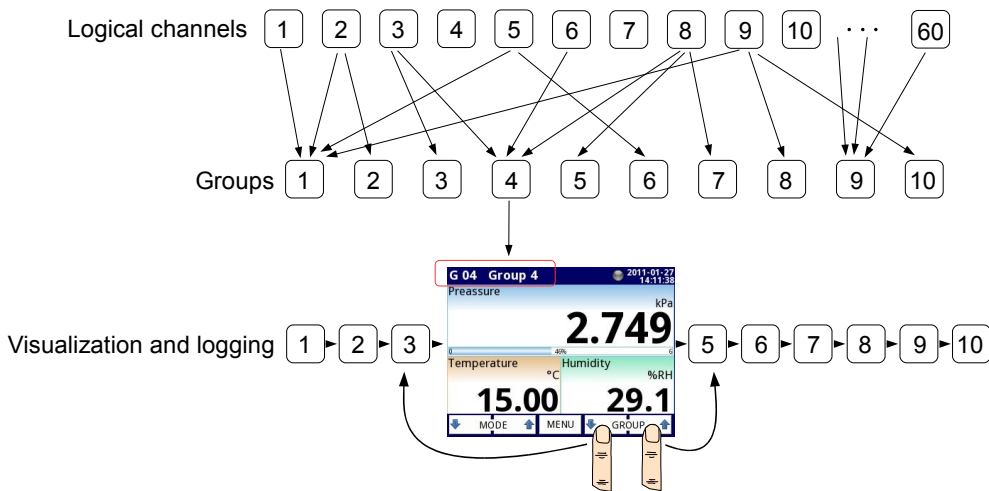 Logical channels 1 2 3 4 5 6 7 8 9 10 ··· 60
Groups 1 2 3 4 5 6 7 8 9 10
G 04 Group 4 2011-01-27
14:11:38
Preassure
kPa
2.749
0 46% 6
Visualization and logging 1 2 3 5 6 7 8 9 10
Temperature Humidity
°C %RH
15.00 29.1
MODE MENU GROUP